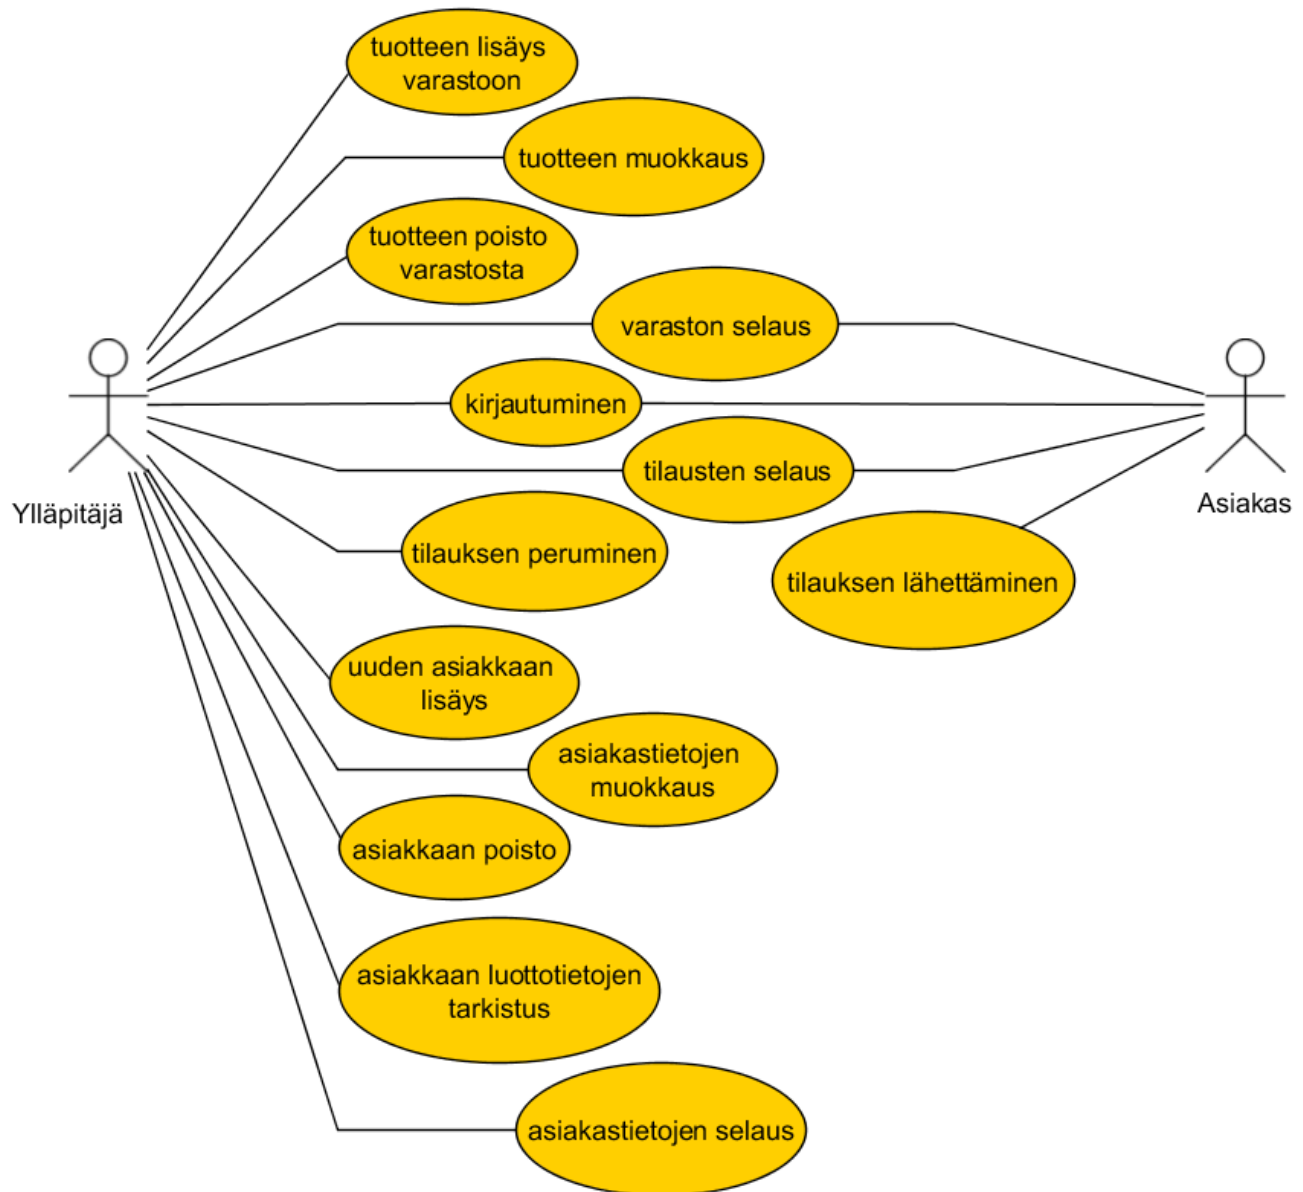 tuotteen lisäys
varastoon
tuotteen muokkaus
tuotteen poisto
varastosta
varaston selaus
kirjautuminen
tilausten selaus
Ylläpitäjä
Asiakas
tilauksen peruminen
tilauksen lähettäminen
uuden asiakkaan
lisäys
asiakastietojen
muokkaus
asiakkaan poisto
asiakkaan luottotietojen
tarkistus
asiakastietojen selaus